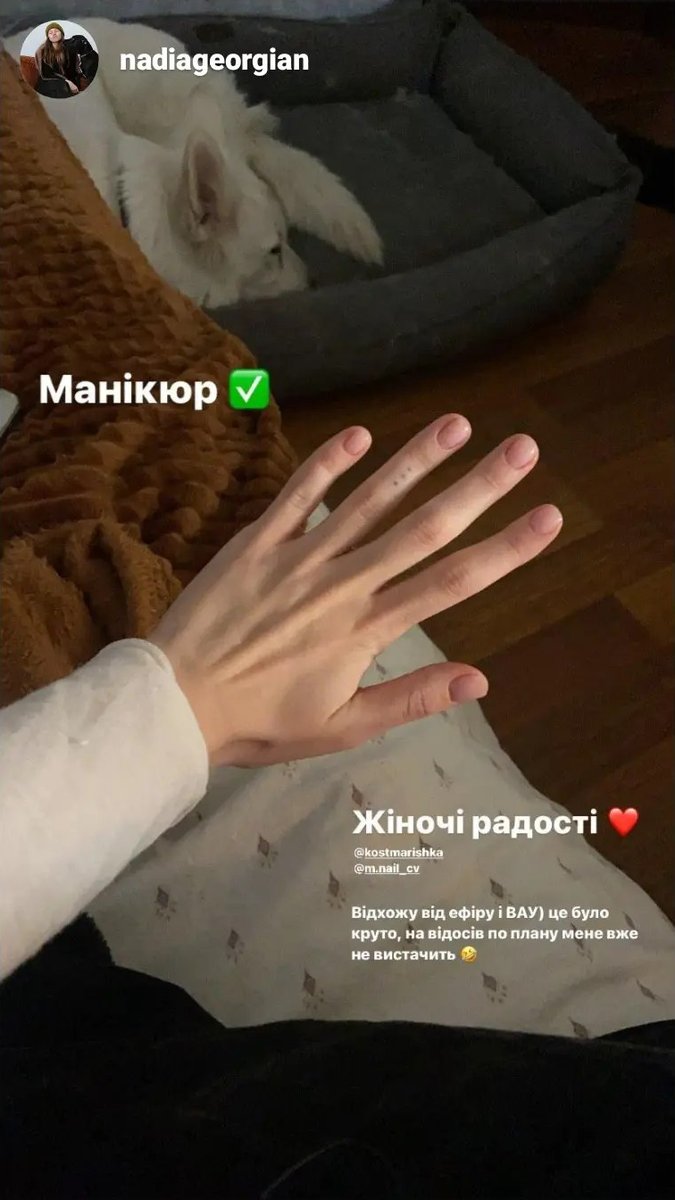 nadiageorgian
Манікюр ✅
Жіночі радості ❤️
@kostmarishka
@m.nail_cv
Відхожу від ефіру і ВАУ) це було
круто, на відосів по плану мене вже
не вистачить 🤣